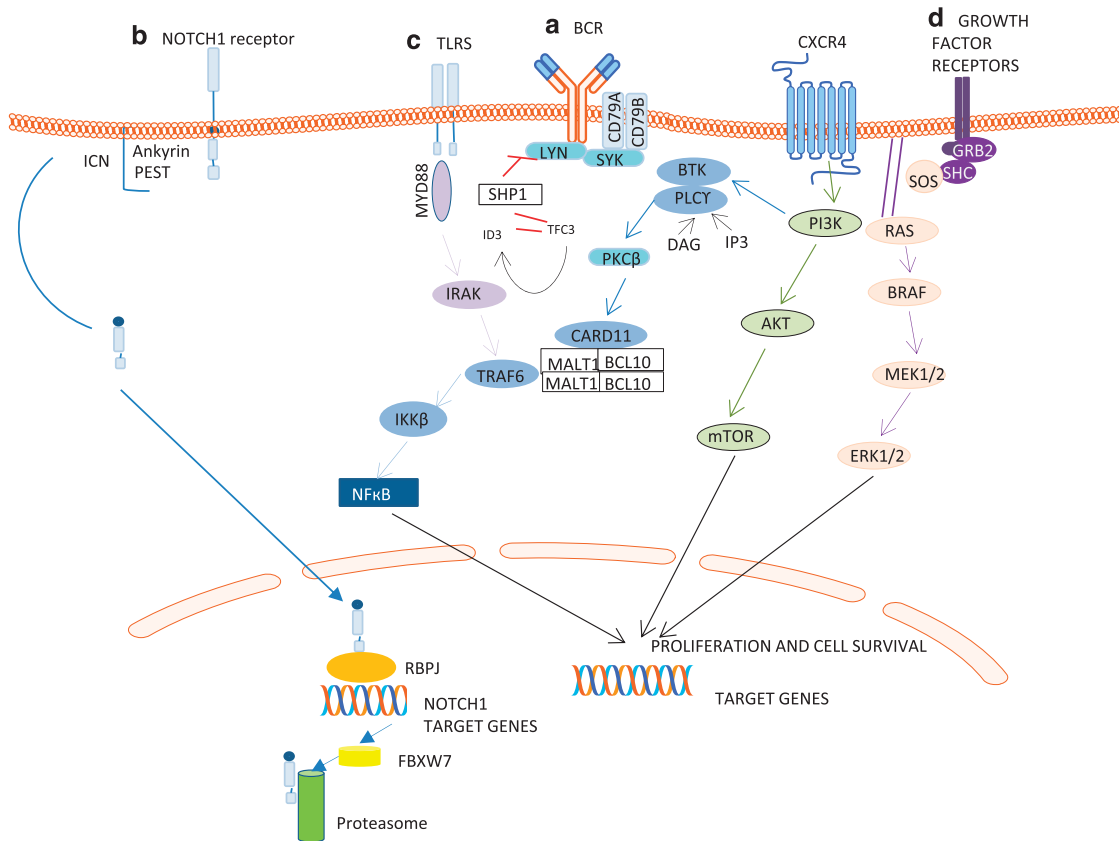 b NOTCH1 receptor
c TLRS
a BCR
CXCR4
d GROWTH
FACTOR
RECEPTORS
ICN
Ankyrin
PEST
MYD88
CD79A
CD79B
LYN
SYK
SHP1
ID3
TFC3
BTK
PLCϒ
DAG
IP3
PKCβ
PI3K
GRB2
SHC
SOS
RAS
IRAK
BRAF
CARD11
AKT
MALT1 BCL10
MALT1 BCL10
TRAF6
MEK1/2
IKKβ
mTOR
ERK1/2
NFκB
PROLIFERATION AND CELL SURVIVAL
TARGET GENES
RBPJ
NOTCH1
TARGET GENES
FBXW7
Proteasome